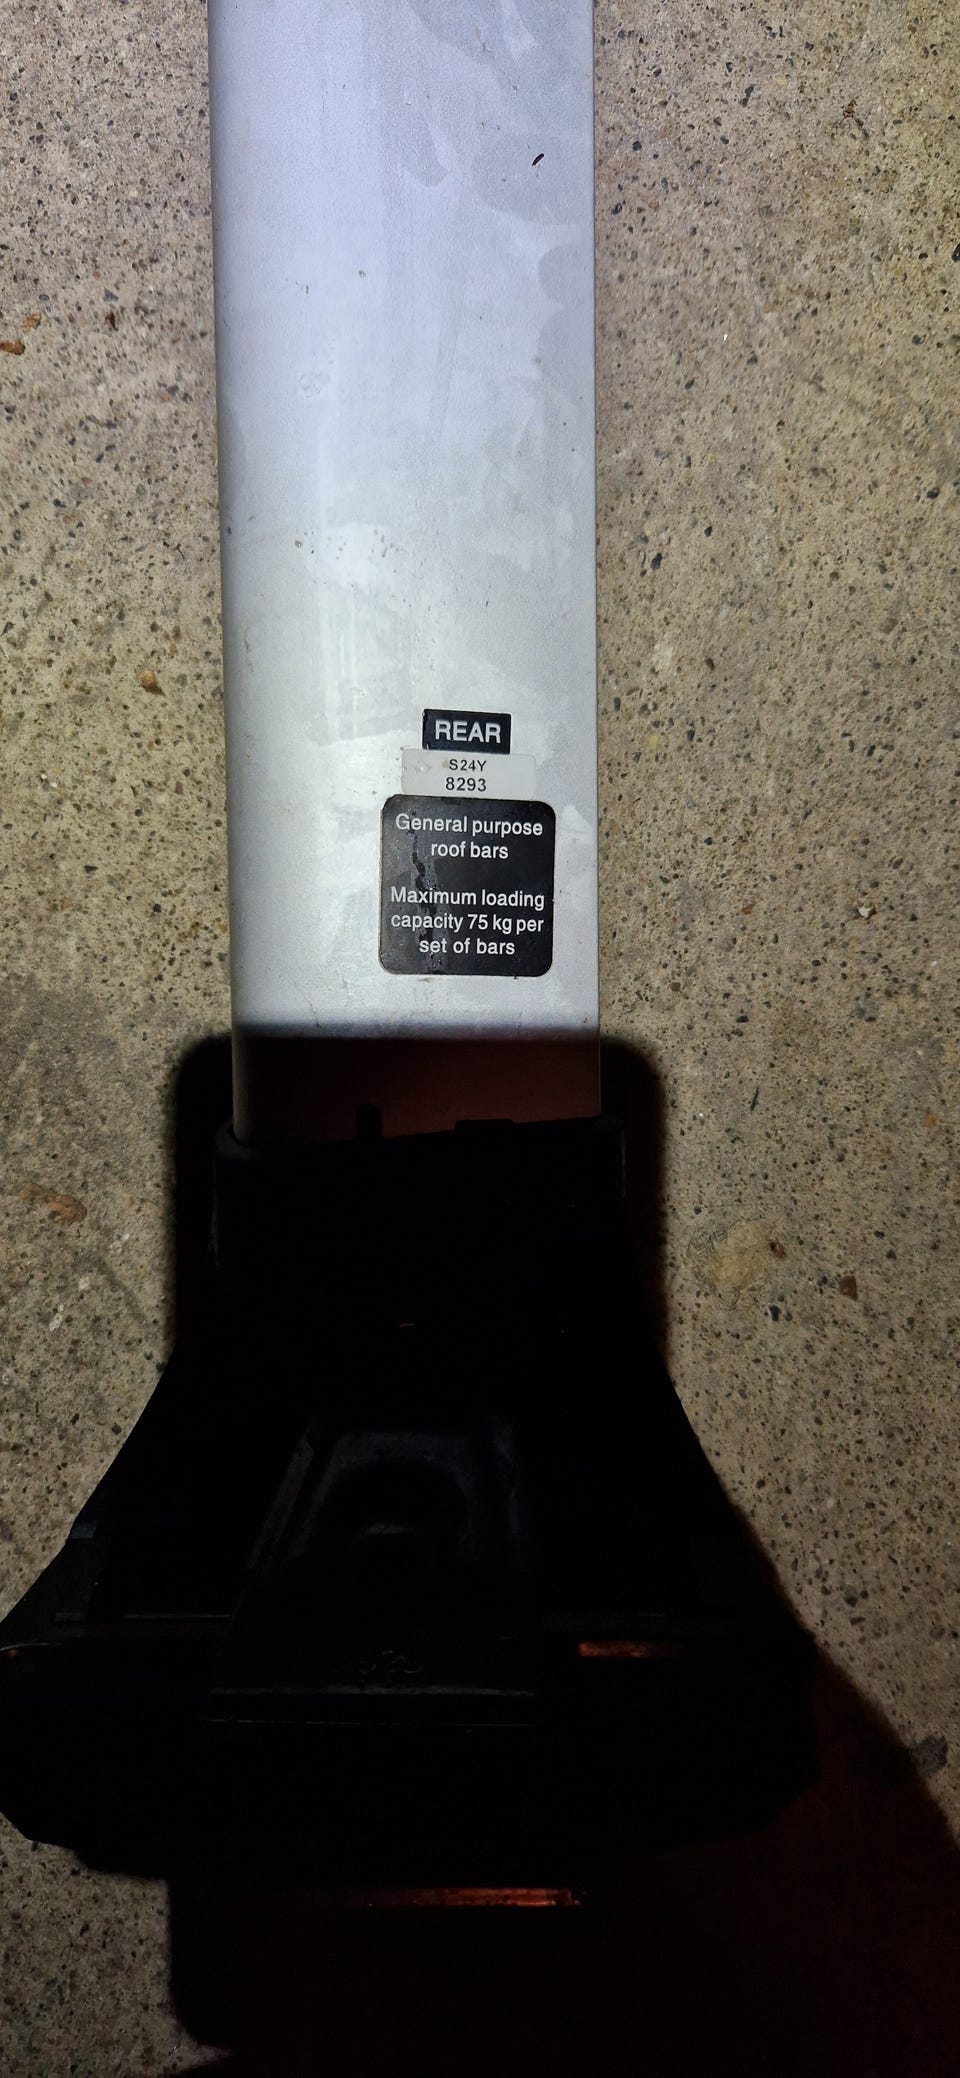 REAR
S24Y
8293
General purpose
roof bars
Maximum loading
capacity 75 kg per
set of bars